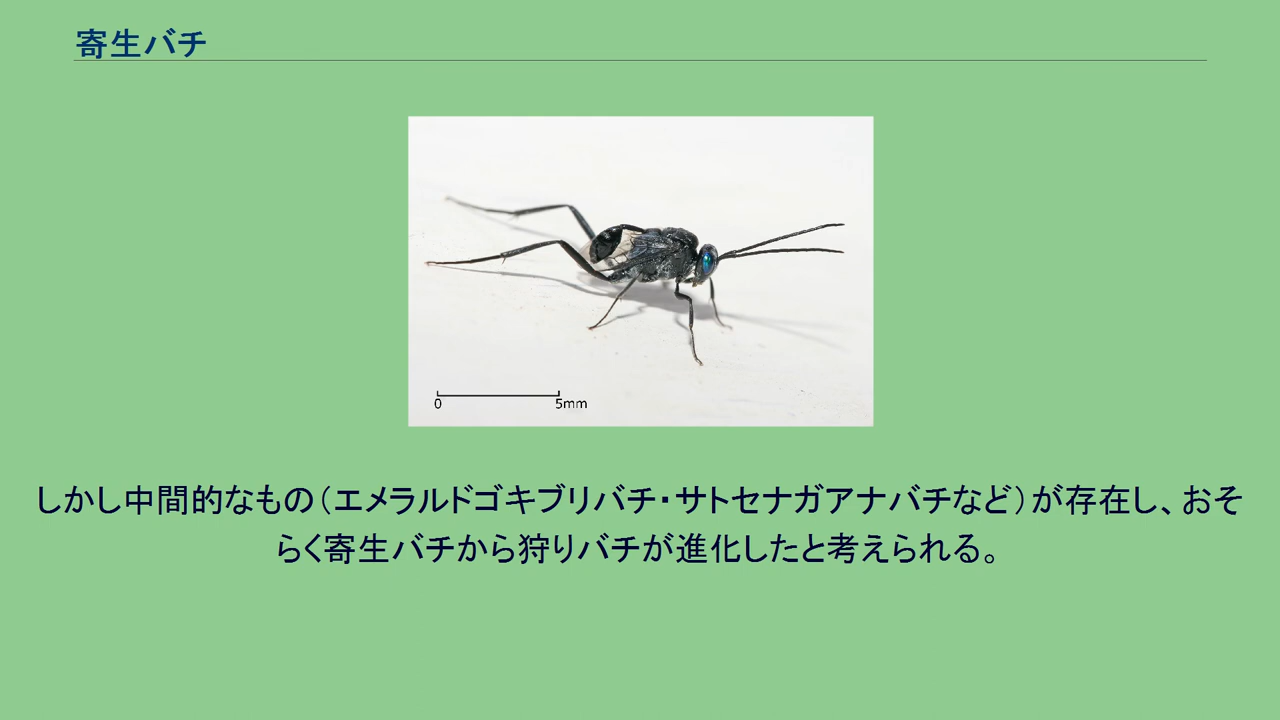 寄生バチ
0 5mm
しかし中間的なもの（エメラルドゴキブリバチ・サトセナガアナバチなど）が存在し、おそ
らく寄生バチから狩りバチが進化したと考えられる。